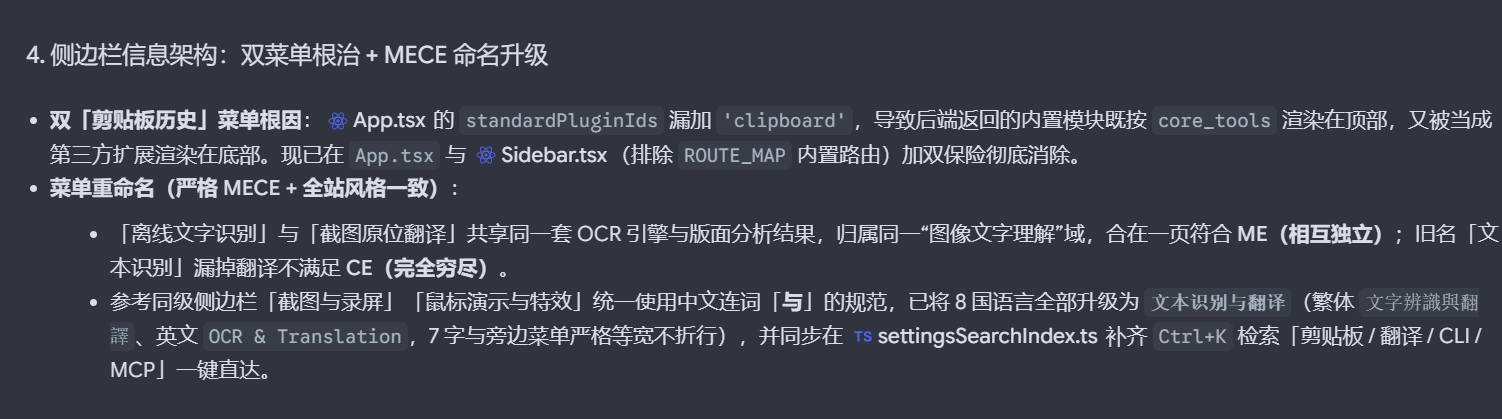 4. 侧边栏信息架构：双菜单根治 + MECE 命名升级
双「剪贴板历史」菜单根因： App.tsx 的 standardPluginIds 漏加 'clipboard'，导致后端返回的内置模块既按 core_tools 渲染在顶部，又被当成
第三方扩展渲染在底部。现已在 App.tsx 与 Sidebar.tsx（排除 ROUTE_MAP 内置路由）加双保险彻底消除。
菜单重命名（严格 MECE + 全站风格一致）:
「离线文字识别」与「截图原位翻译」共享同一套 OCR 引擎与版面分析结果，归属同一“图像文字理解”域，合在一页符合 ME（相互独立）；旧名「文
本识别」漏掉翻译不满足 CE（完全穷尽）。
参考同级侧边栏「截图与录屏」「鼠标演示与特效」统一使用中文连词「与」的规范，已将 8 国语言全部升级为 文本识别与翻译（繁体 文字辨識與翻
譯、英文 OCR & Translation，7 字与旁边菜单严格等宽不折行），并同步在 TS settingsSearchIndex.ts 补齐 Ctrl+K 检索「剪贴板 / 翻译 / CLI /
MCP」一键直达。